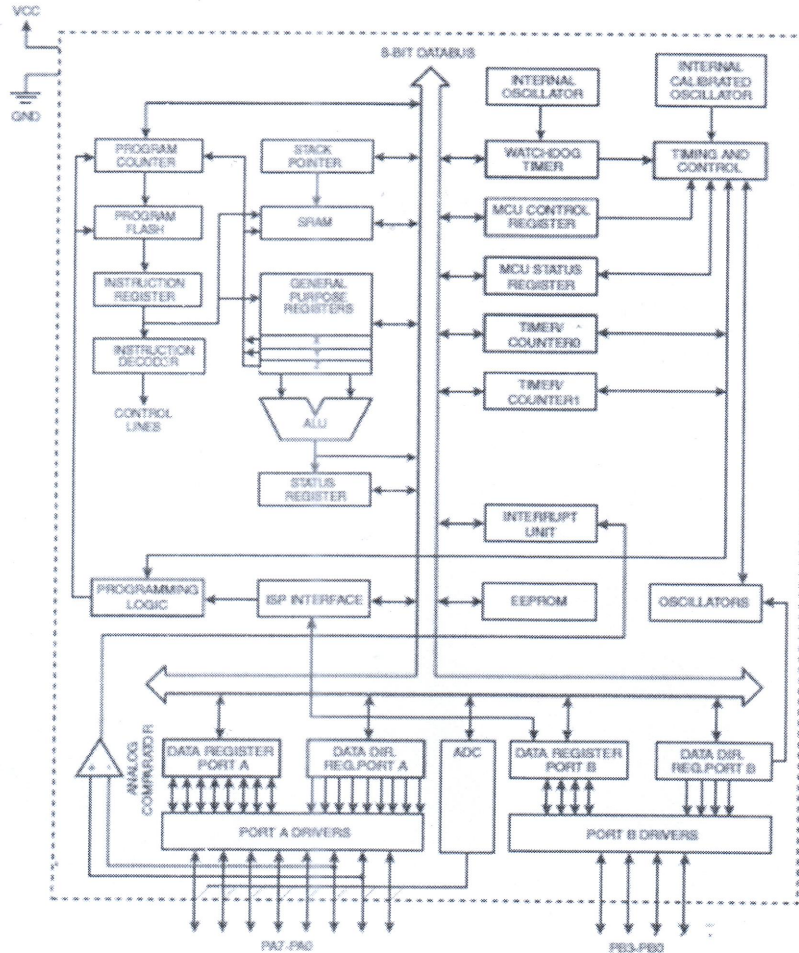 VCC
GND
8-BIT DATABUS
INTERNAL
OSCILLATOR
INTERNAL
CALIBRATED
OSCILLATOR
PROGRAM
COUNTER
STACK
POINTER
WATCHDOG
TIMER
TIMING AND
CONTROL
PROGRAM
FLASH
SRAM
MCU CONTROL
REGISTER
INSTRUCTION
REGISTER
GENERAL
PURPOSE
REGISTERS
X
Y
Z
MCU STATUS
REGISTER
INSTRUCTION
DECODER
TIMER/
COUNTER0
TIMER/
COUNTER1
CONTROL
LINES
ALU
STATUS
REGISTER
INTERRUPT
UNIT
PROGRAMMING
LOGIC
ISP INTERFACE
EEPROM
OSCILLATORS
ANALOG
COMPARATOR
+ -
DATA REGISTER
PORT A
DATA DIR.
REG.PORT A
ADC
DATA REGISTER
PORT B
DATA DIR.
REG.PORT B
PORT A DRIVERS
PORT B DRIVERS
PA7-PA0
PB3-PB0